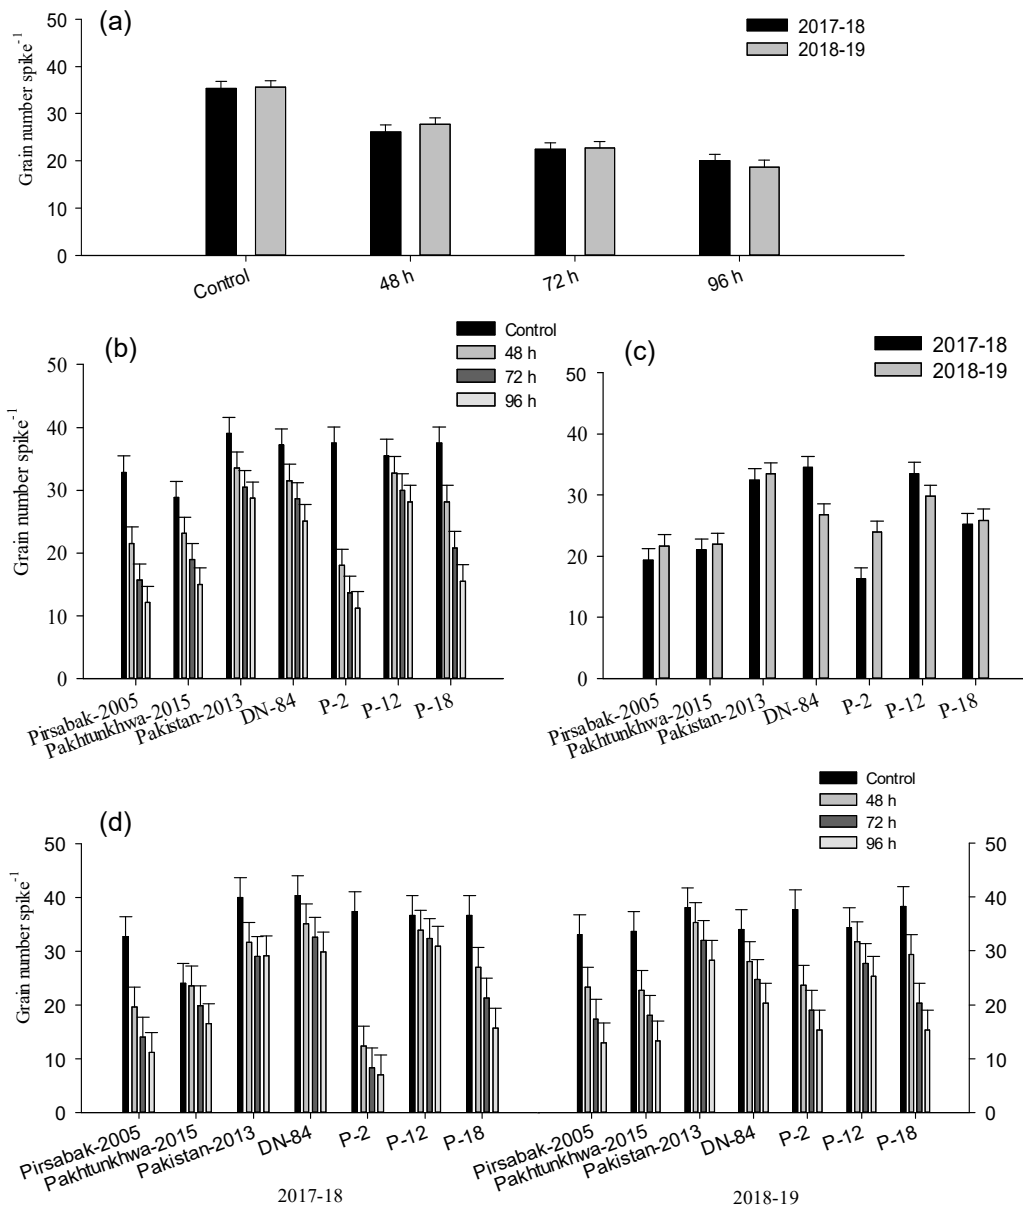 (a)
2017-18
2018-19
Grain number spike-1
50
40
30
20
10
0
Control
48 h
72 h
96 h
(b)
Control
48 h
72 h
96 h
Grain number spike-1
50
40
30
20
10
0
Pirsabak-2005
Pakhtunkhwa-2015
Pakistan-2013
DN-84
P-2
P-12
P-18
(c)
2017-18
2018-19
50
40
30
20
10
0
Pirsabak-2005
Pakhtunkhwa-2015
Pakistan-2013
DN-84
P-2
P-12
P-18
(d)
Control
48 h
72 h
96 h
Grain number spike-1
50
40
30
20
10
0
50
40
30
20
10
0
Pirsabak-2005
Pakhtunkhwa-2015
Pakistan-2013
DN-84
P-2
P-12
P-18
Pirsabak-2005
Pakhtunkhwa-2015
Pakistan-2013
DN-84
P-2
P-12
P-18
2017-18
2018-19